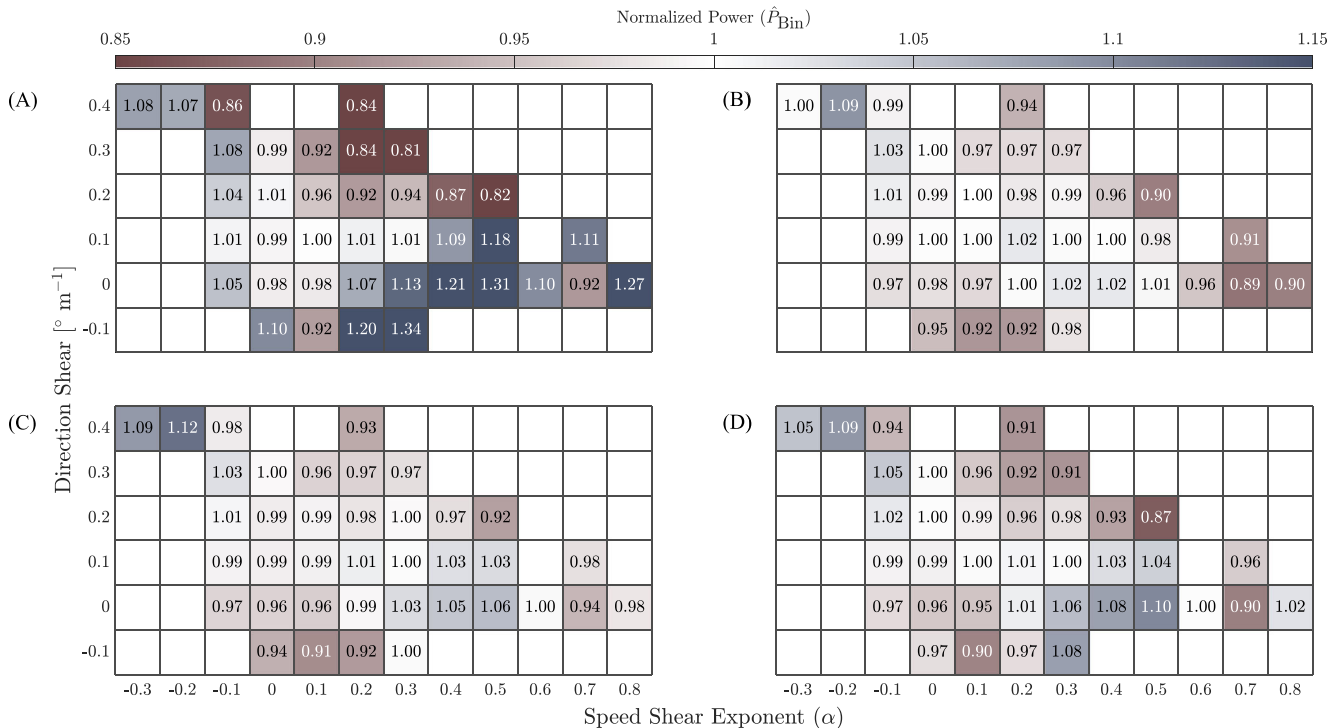 Normalized Power (P̂Bin)
0.85 0.9 0.95 1 1.05 1.1 1.15
(A)
0.4 1.08 1.07 0.86 0.84
0.3 1.08 0.99 0.92 0.84 0.81
0.2 1.04 1.01 0.96 0.92 0.94 0.87 0.82
0.1 1.01 0.99 1.00 1.01 1.01 1.09 1.18 1.11
0 1.05 0.98 0.98 1.07 1.13 1.21 1.31 1.10 0.92 1.27
-0.1 1.10 0.92 1.20 1.34
(B)
1.00 1.09 0.99 0.94
1.03 1.00 0.97 0.97 0.97
1.01 0.99 1.00 0.98 0.99 0.96 0.90
0.99 1.00 1.00 1.02 1.00 1.00 0.98 0.91
0.97 0.98 0.97 1.00 1.02 1.02 1.01 0.96 0.89 0.90
0.95 0.92 0.92 0.98
Direction Shear [° m⁻¹]
(C)
0.4 1.09 1.12 0.98 0.93
0.3 1.03 1.00 0.96 0.97 0.97
0.2 1.01 0.99 0.99 0.98 1.00 0.97 0.92
0.1 0.99 0.99 0.99 1.01 1.00 1.03 1.03 0.98
0 0.97 0.96 0.96 0.99 1.03 1.05 1.06 1.00 0.94 0.98
-0.1 0.94 0.91 0.92 1.00
-0.3 -0.2 -0.1 0 0.1 0.2 0.3 0.4 0.5 0.6 0.7 0.8
(D)
1.05 1.09 0.94 0.91
1.05 1.00 0.96 0.92 0.91
1.02 1.00 0.99 0.96 0.98 0.93 0.87
0.99 0.99 1.00 1.01 1.00 1.03 1.04 0.96
0.97 0.96 0.95 1.01 1.06 1.08 1.10 1.00 0.90 1.02
0.97 0.90 0.97 1.08
-0.3 -0.2 -0.1 0 0.1 0.2 0.3 0.4 0.5 0.6 0.7 0.8
Speed Shear Exponent (α)